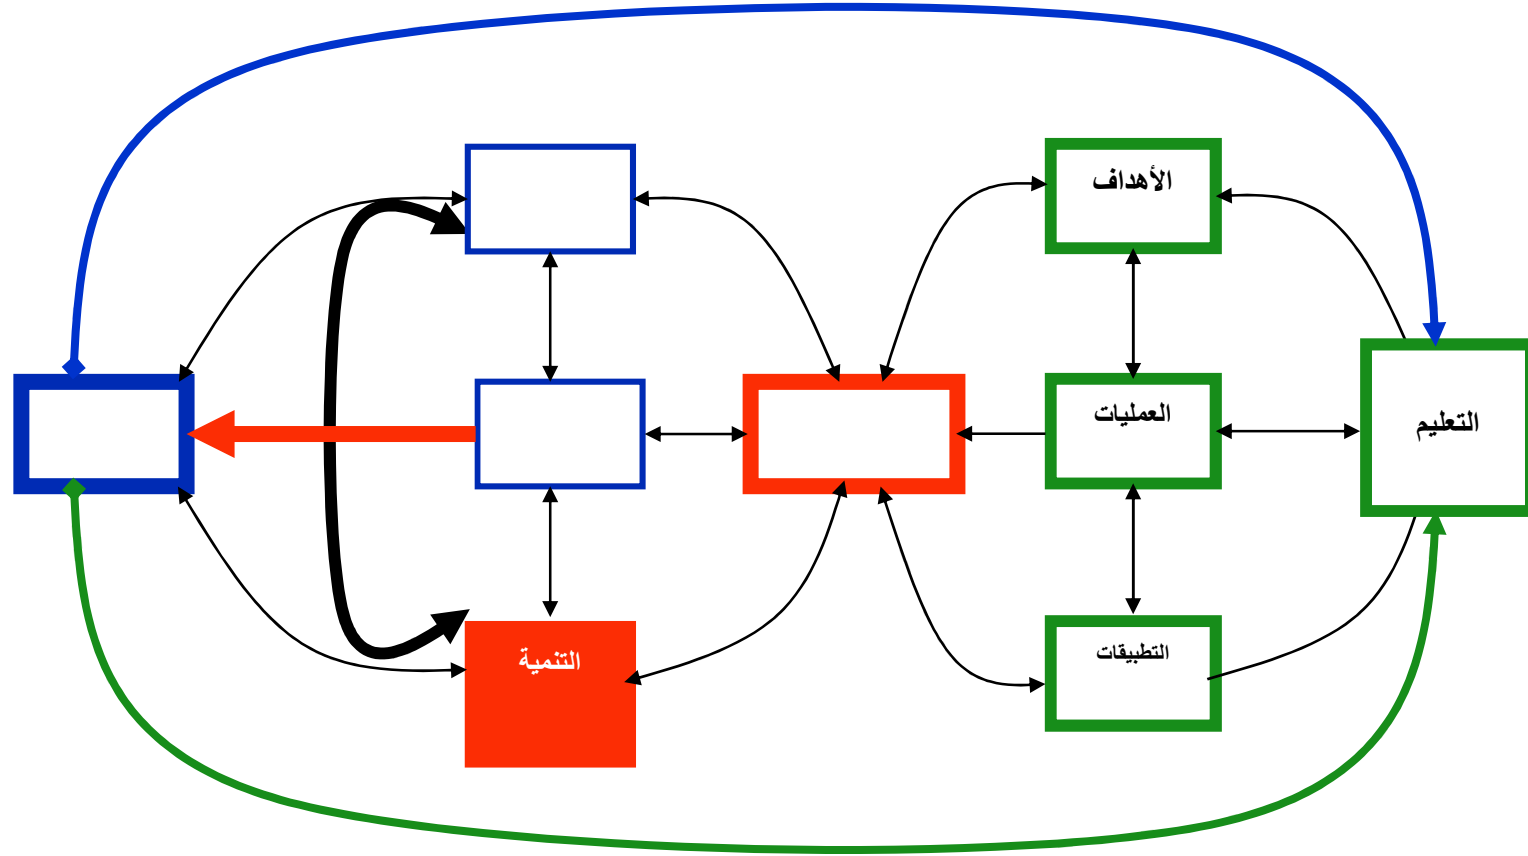 الأهداف
العمليات
التعليم
التطبيقات
التنمية